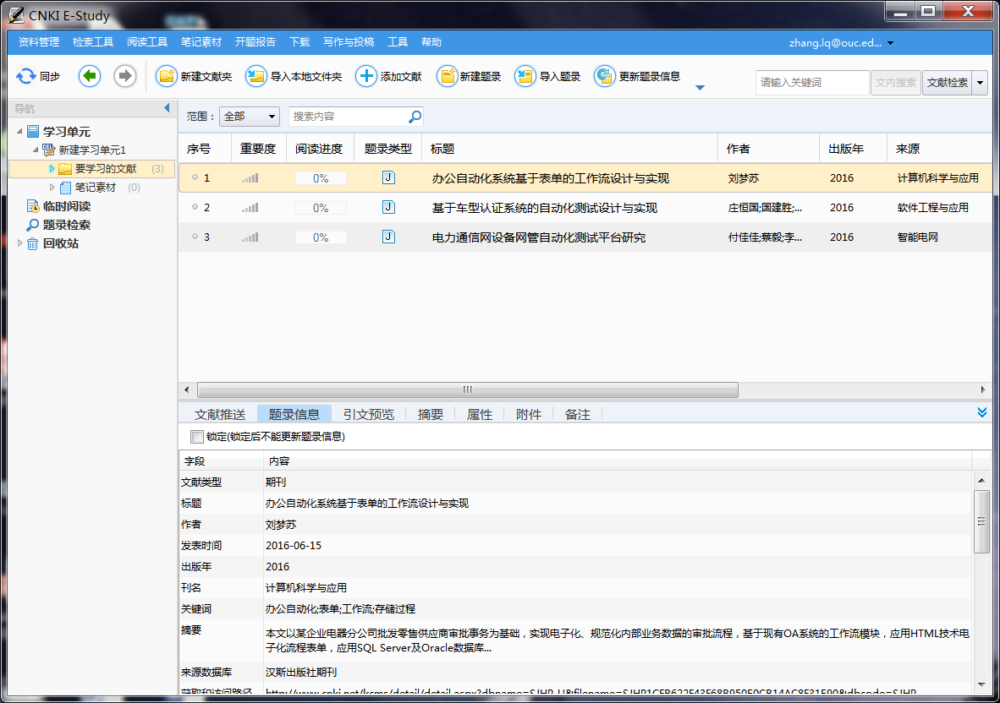 CNKI E-Study
资料管理 检索工具 阅读工具 笔记素材 开题报告 下载 写作与投稿 工具 帮助 zhang.lq@ouc.ed...
同步 新建文献夹 导入本地文件夹 添加文献 新建题录 导入题录 更新题录信息 请输入关键词 文内搜索 文献检索
导航
学习单元
新建学习单元1
要学习的文献 (3)
笔记素材 (0)
临时阅读
题录检索
回收站
范围： 全部 搜索内容
序号 重要度 阅读进度 题录类型 标题 作者 出版年 来源
1 0% J 办公自动化系统基于表单的工作流设计与实现 刘梦苏 2016 计算机科学与应用
2 0% J 基于车型认证系统的自动化测试设计与实现 庄恒国;国建胜;... 2016 软件工程与应用
3 0% J 电力通信网设备网管自动化测试平台研究 付佳佳;蔡毅;李... 2016 智能电网
文献推送 题录信息 引文预览 摘要 属性 附件 备注
锁定(锁定后不能更新题录信息)
字段 内容
文献类型 期刊
标题 办公自动化系统基于表单的工作流设计与实现
作者 刘梦苏
发表时间 2016-06-15
出版年 2016
刊名 计算机科学与应用
关键词 办公自动化;表单;工作流;存储过程
摘要 本文以某企业电器分公司批发零售供应商审批事务为基础，实现电子化、规范化内部业务数据的审批流程，基于现有OA系统的工作流模块，应用HTML技术电
子化流程表单，应用SQL Server及Oracle数据库...
来源数据库 汉斯出版社期刊
获取和访问路径